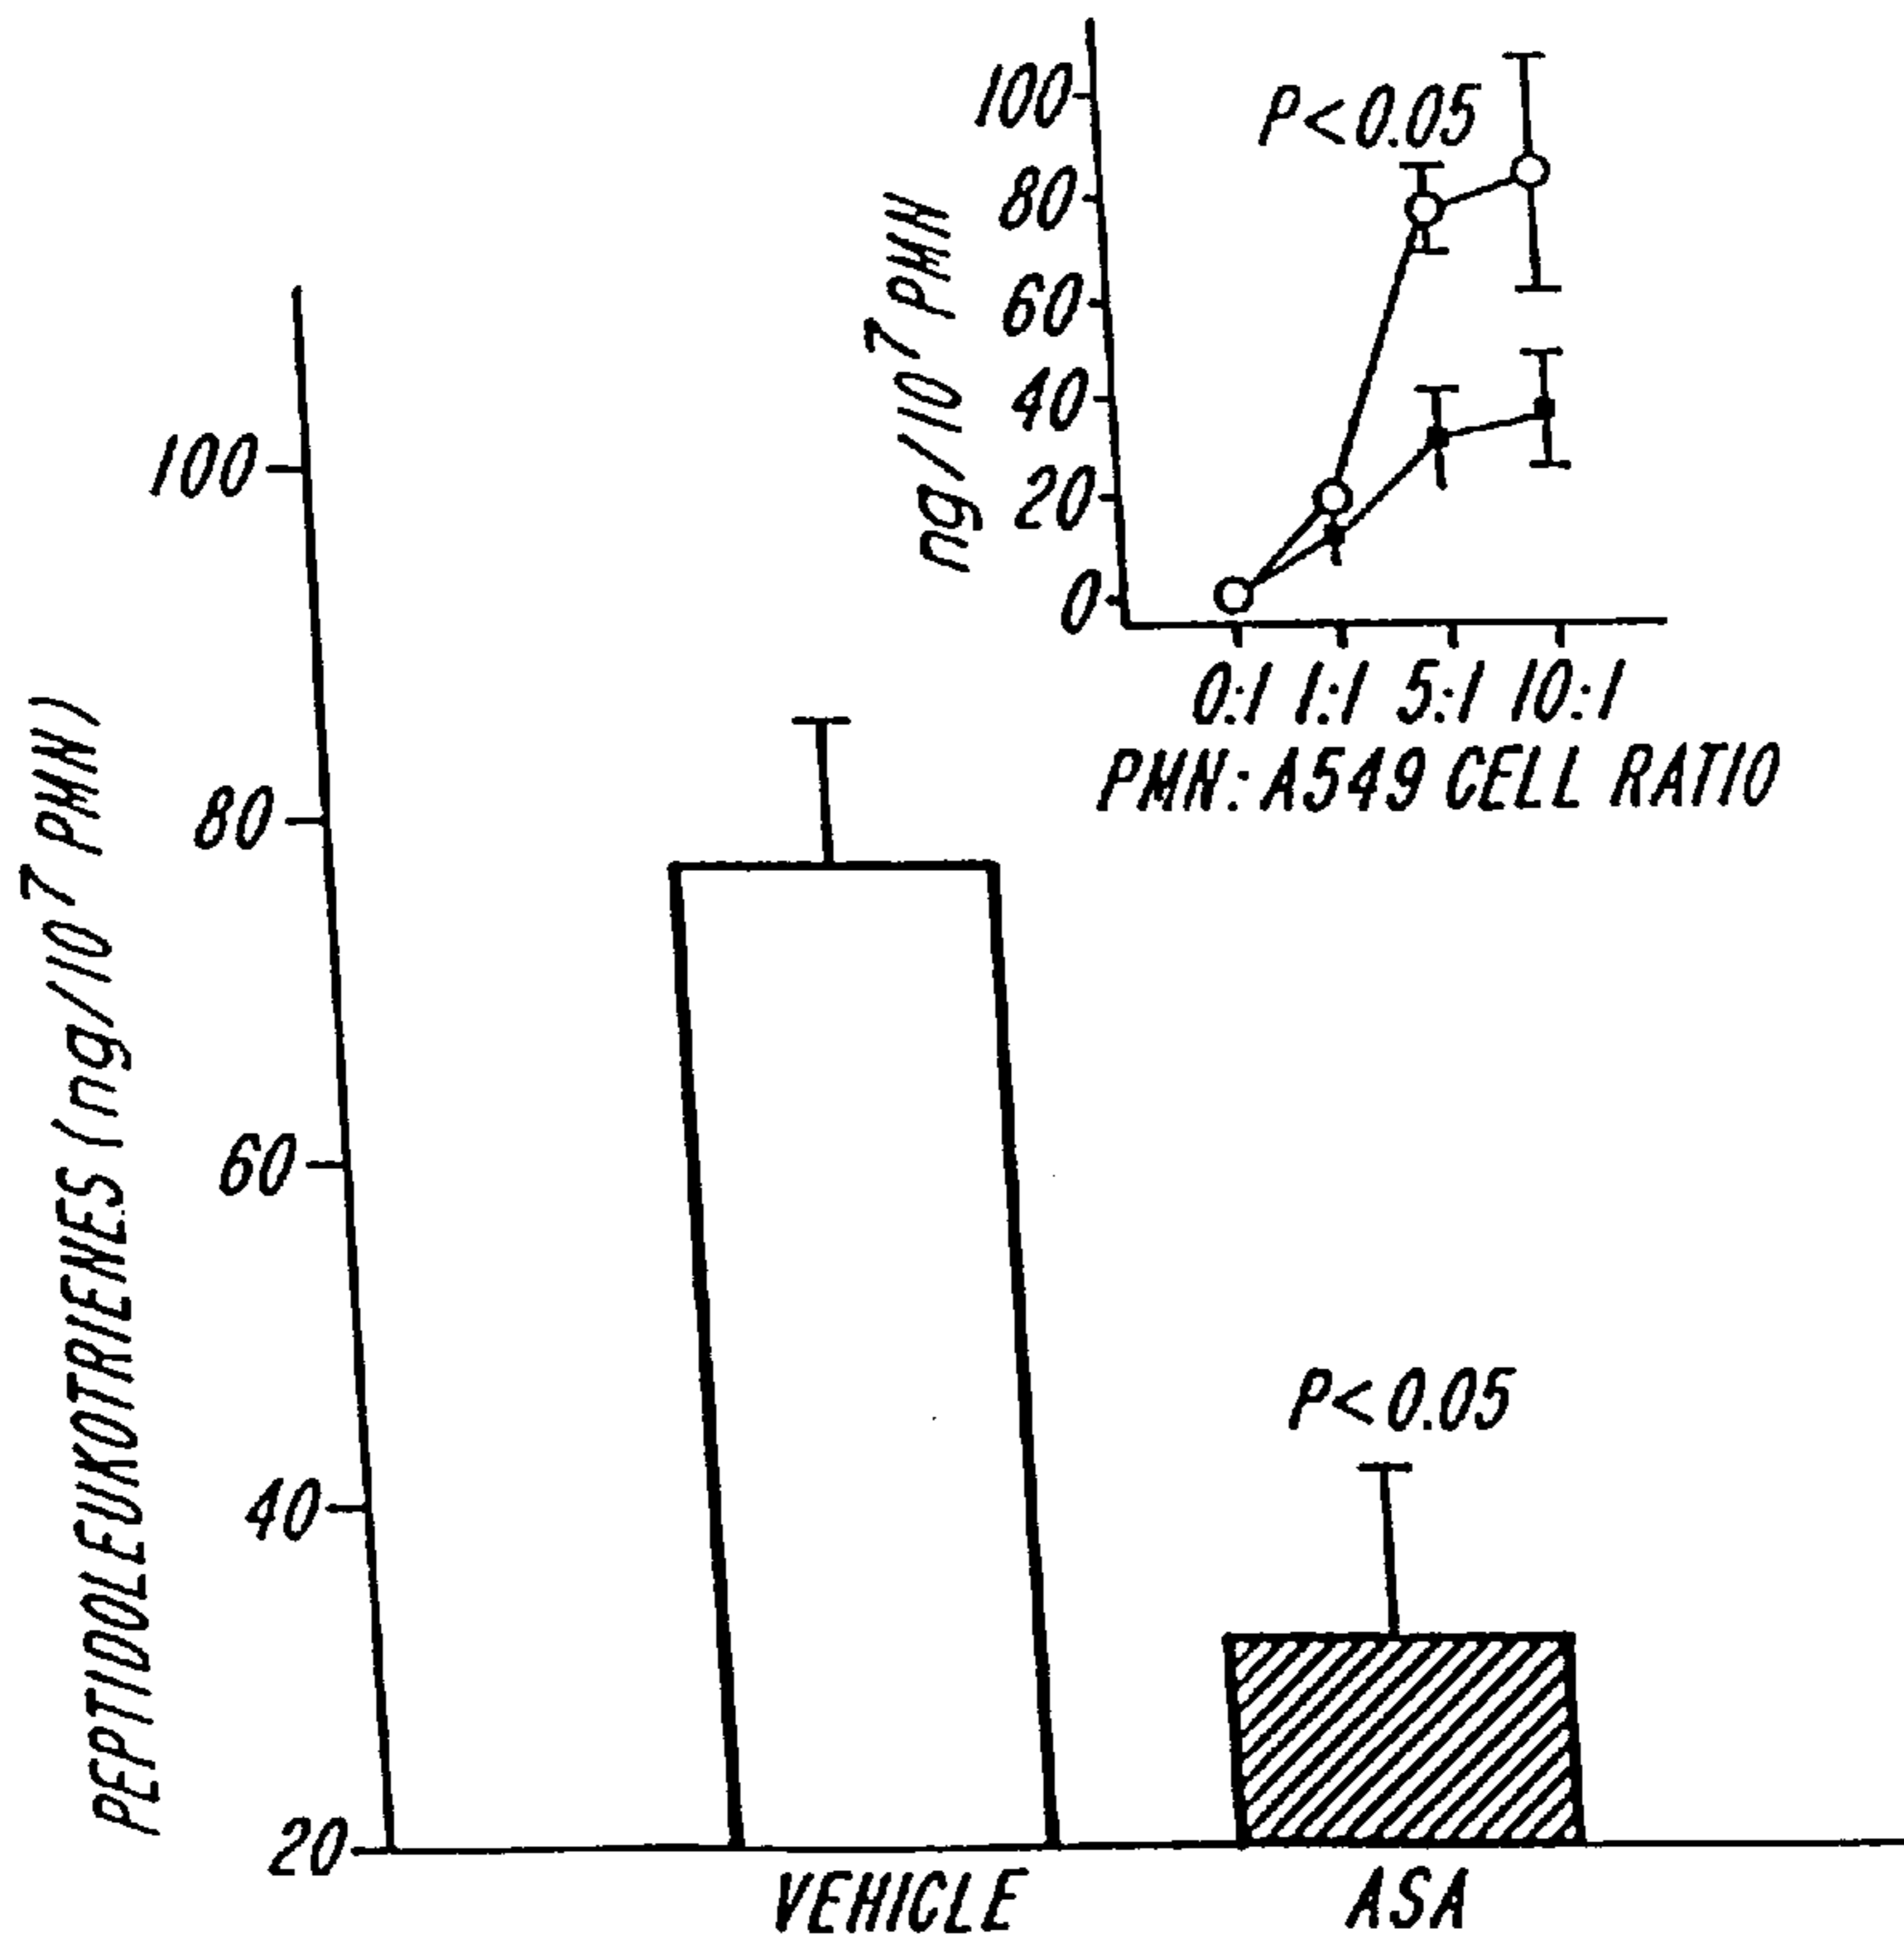 PEPTIDOLEUKOTRIENES (ng/10⁷ PMN)
100
80
60
40
20
VEHICLE
ASA
P<0.05
ng/10⁷ PMN
100
80
60
40
20
0
P<0.05
0:1 1:1 5:1 10:1
PMN: A549 CELL RATIO